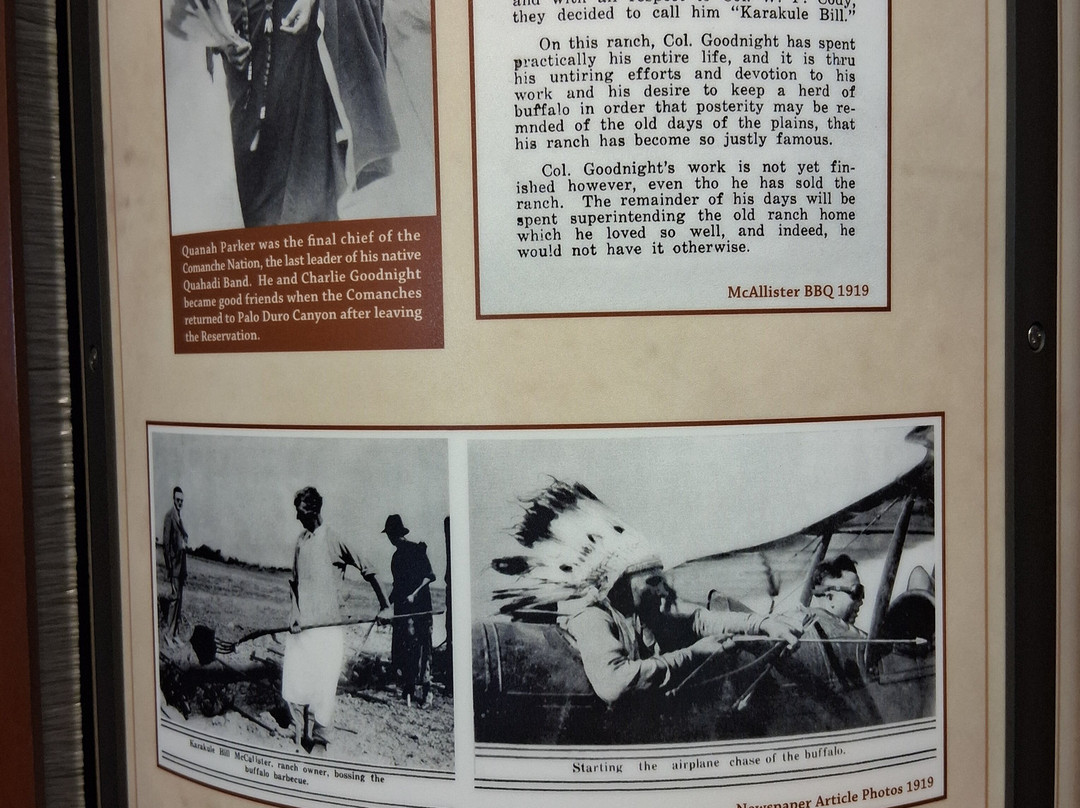 they decided to call him "Karakule Bill."
On this ranch, Col. Goodnight has spent
practically his entire life, and it is thru
his untiring efforts and devotion to his
work and his desire to keep a herd of
buffalo in order that posterity may be re-
mnded of the old days of the plains, that
his ranch has become so justly famous.
Col. Goodnight's work is not yet fin-
ished however, even tho he has sold the
ranch. The remainder of his days will be
spent superintending the old ranch home
which he loved so well, and indeed, he
would not have it otherwise.
McAllister BBQ 1919
Quanah Parker was the final chief of the
Comanche Nation, the last leader of his native
Quahadi Band. He and Charlie Goodnight
became good friends when the Comanches
returned to Palo Duro Canyon after leaving
the Reservation.
Karakule Bill McCallister, ranch owner, bossing the
buffalo barbecue.
Starting the airplane chase of the buffalo.
Newspaper Article Photos 1919